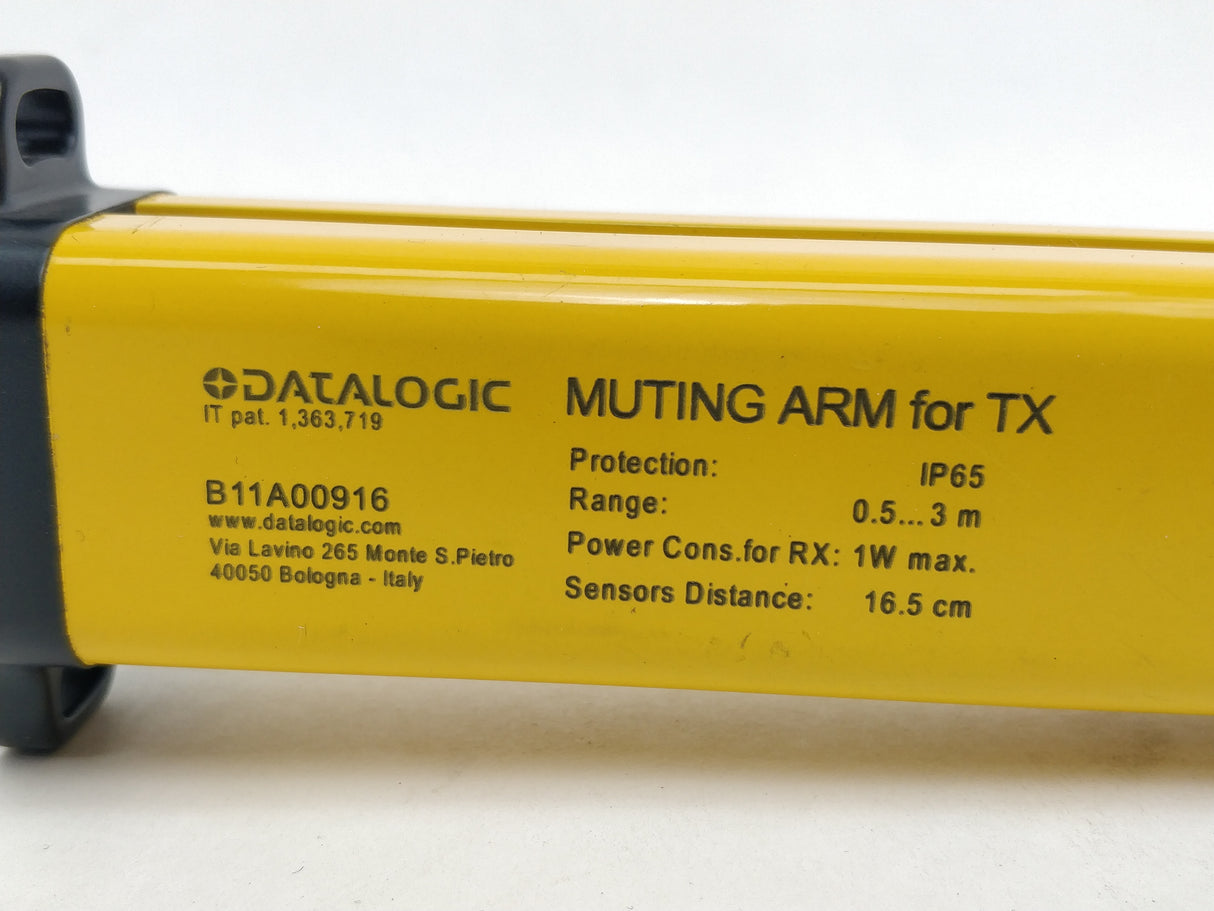 DATALOGIC
IT pat. 1,363,719
B11A00916
www.datalogic.com
Via Lavino 265 Monte S.Pietro
40050 Bologna - Italy
MUTING ARM for TX
Protection: IP65
Range: 0.5... 3 m
Power Cons.for RX: 1W max.
Sensors Distance: 16.5 cm